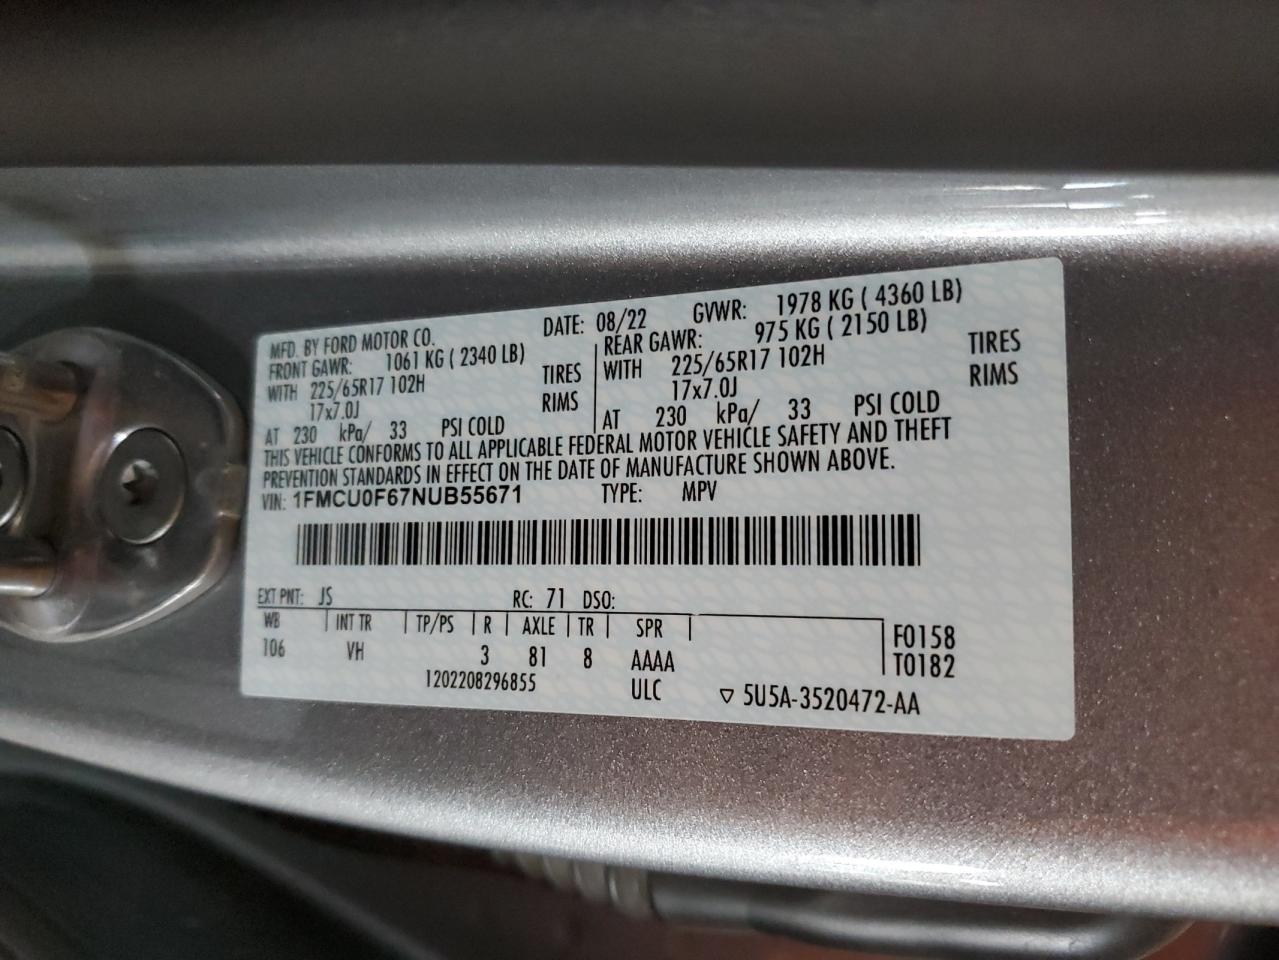 MFD. BY FORD MOTOR CO. DATE: 08/22 GVWR: 1978 KG ( 4360 LB)
FRONT GAWR: 1061 KG ( 2340 LB) REAR GAWR: 975 KG ( 2150 LB)
WITH 225/65R17 102H TIRES WITH 225/65R17 102H TIRES
17x7.0J RIMS 17x7.0J RIMS
AT 230 kPa/ 33 PSI COLD AT 230 kPa/ 33 PSI COLD
THIS VEHICLE CONFORMS TO ALL APPLICABLE FEDERAL MOTOR VEHICLE SAFETY AND THEFT
PREVENTION STANDARDS IN EFFECT ON THE DATE OF MANUFACTURE SHOWN ABOVE.
VIN: 1FMCU0F67NUB55671 TYPE: MPV
EXT PNT: JS RC: 71 DSO:
WB INT TR TP/PS R AXLE TR SPR F0158
106 VH 3 81 8 AAAA T0182
1202208296855 ULC ▽ 5U5A-3520472-AA